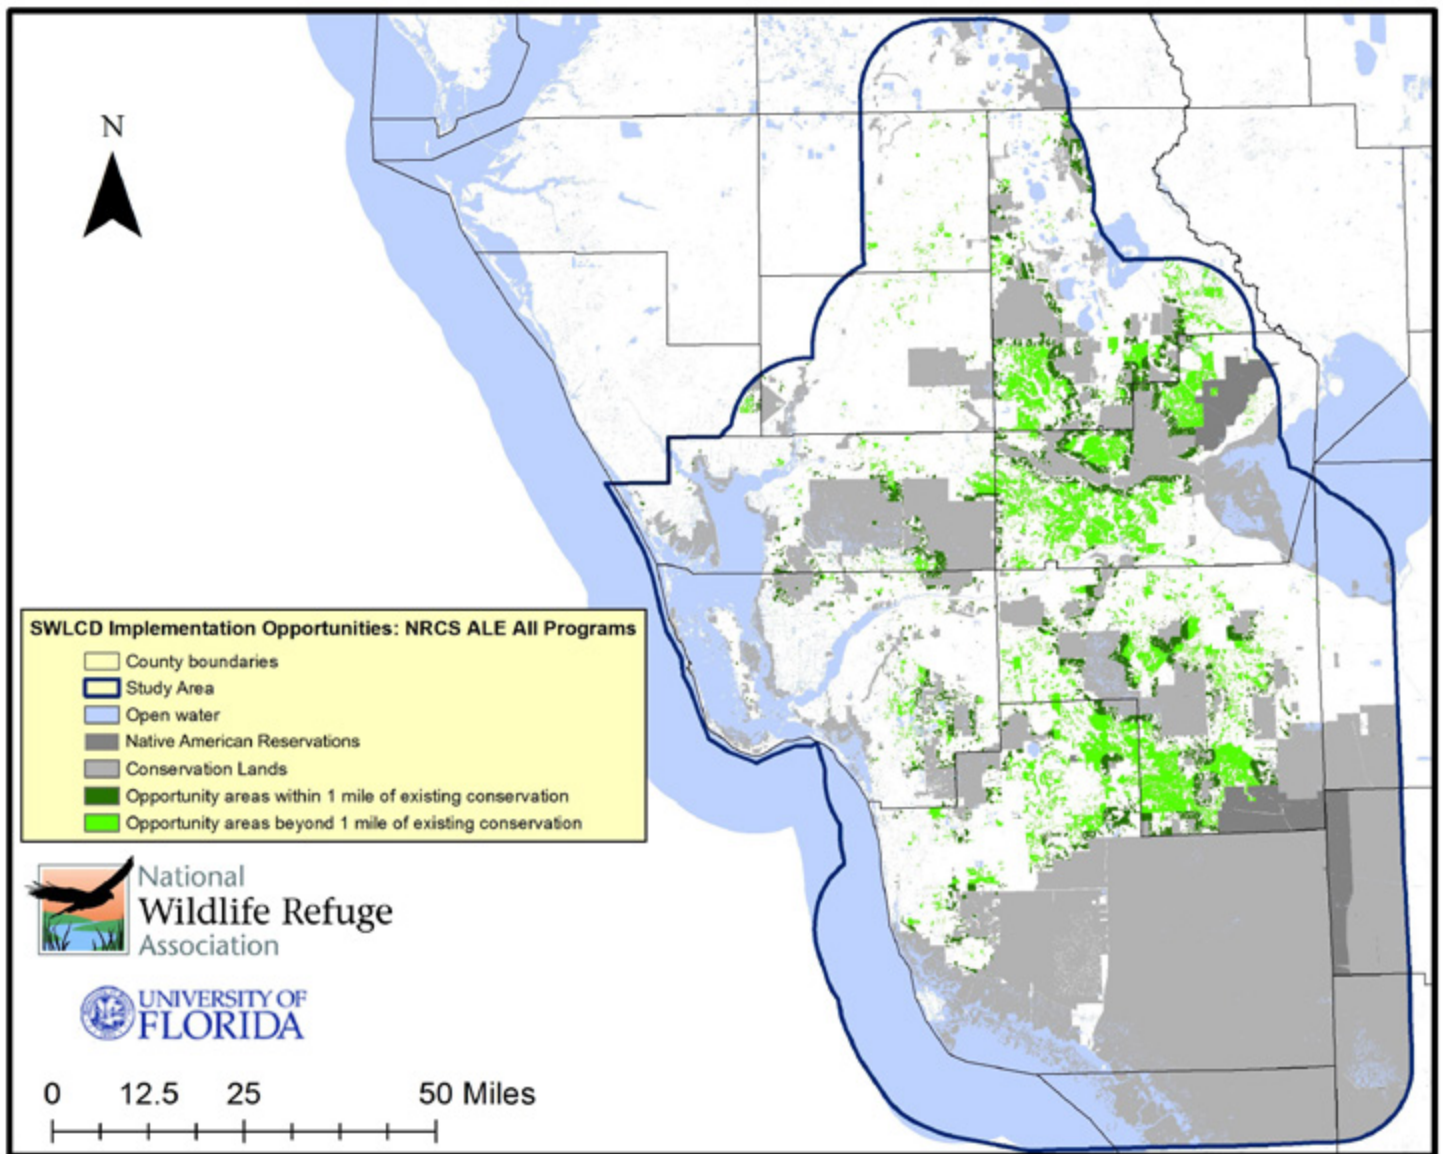 N
SWLCD Implementation Opportunities: NRCS ALE All Programs
County boundaries
Study Area
Open water
Native American Reservations
Conservation Lands
Opportunity areas within 1 mile of existing conservation
Opportunity areas beyond 1 mile of existing conservation
National
Wildlife Refuge
Association
UNIVERSITY OF
FLORIDA
0 12.5 25 50 Miles